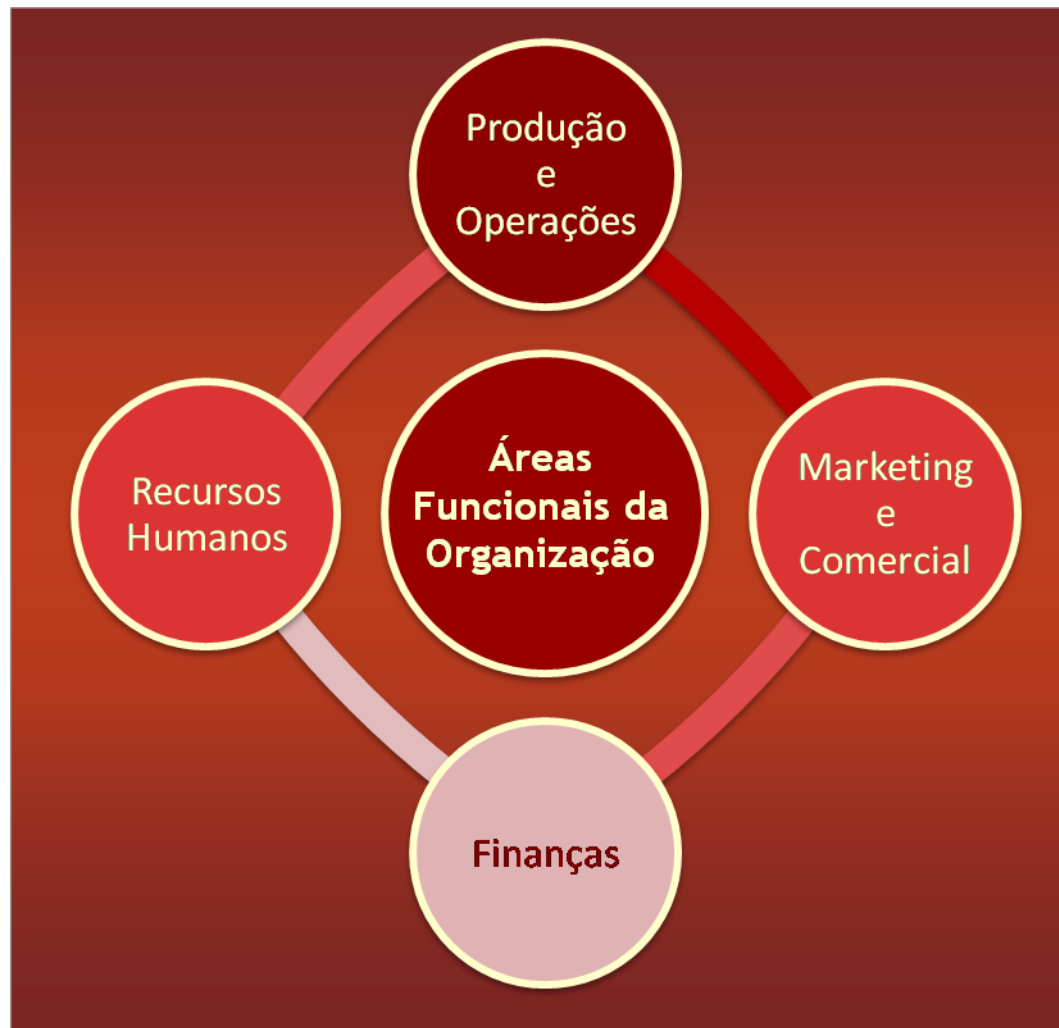 Produção
e
Operações
Áreas
Funcionais da
Organização
Recursos
Humanos
Marketing
e
Comercial
Finanças